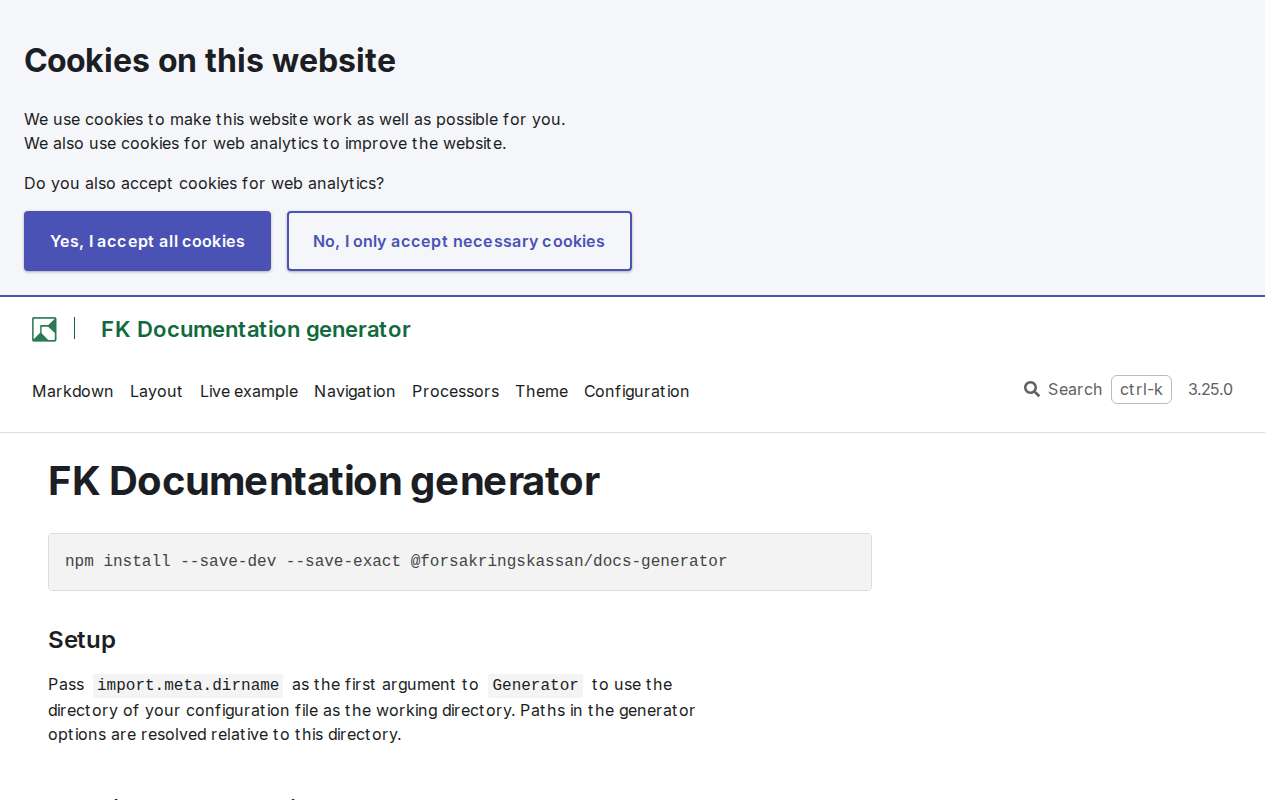 Cookies on this website
We use cookies to make this website work as well as possible for you.
We also use cookies for web analytics to improve the website.
Do you also accept cookies for web analytics?
Yes, I accept all cookies
No, I only accept necessary cookies
FK Documentation generator
Markdown Layout Live example Navigation Processors Theme Configuration
Search ctrl-k 3.25.0
FK Documentation generator
npm install --save-dev --save-exact @forsakringskassan/docs-generator
Setup
Pass import.meta.dirname as the first argument to Generator to use the
directory of your configuration file as the working directory. Paths in the generator
options are resolved relative to this directory.